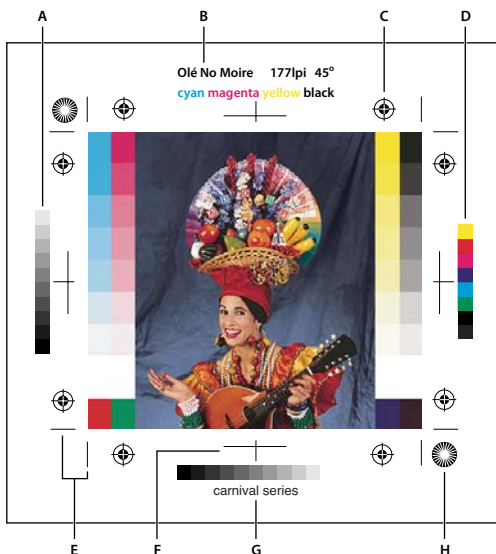 A B C D
Olé No Moire 177lpi 45°
cyan magenta yellow black
carnival series
E F G H